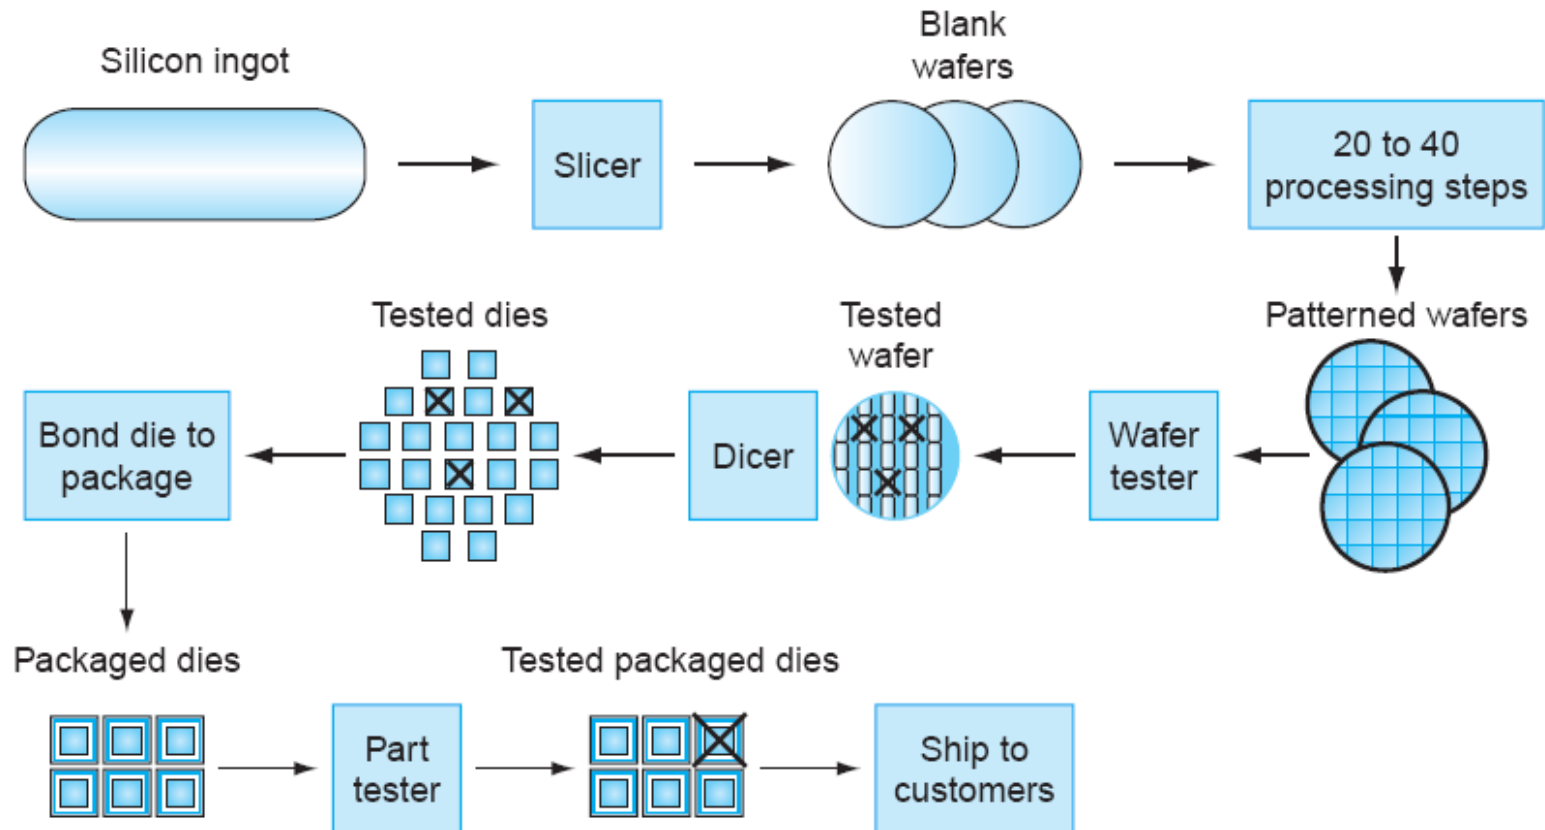 Silicon ingot
Slicer
Blank
wafers
20 to 40
processing steps
Patterned wafers
Wafer
tester
Tested
wafer
Dicer
Tested dies
Bond die to
package
Packaged dies
Part
tester
Tested packaged dies
Ship to
customers